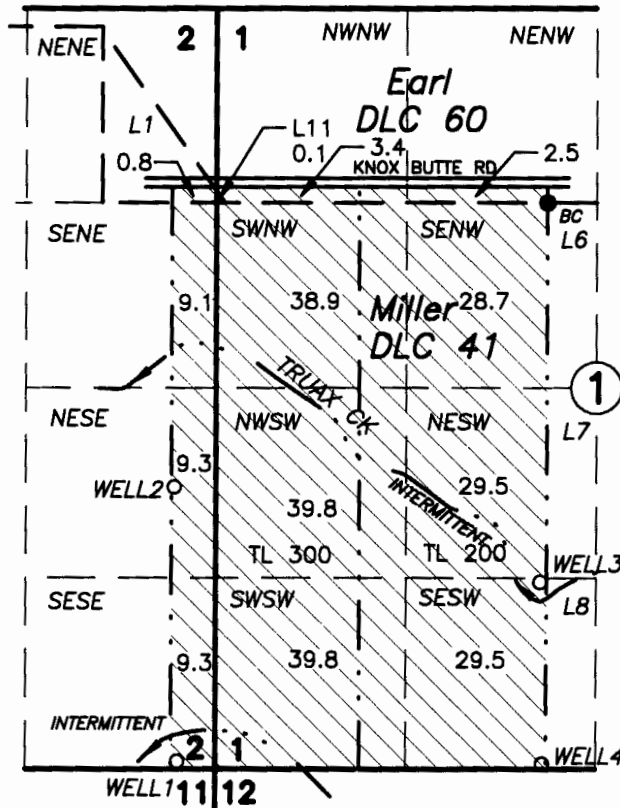 2 1 NWNW NENW
NENE
Earl
DLC 60
L1 L11
0.8 0.1 3.4 2.5
KNOX BUTTE RD
BC
SENE SWNW SENW L6
9.1 38.9 Miller 28.7
DLC 41
TRUAX CK
1
NESE NWSW NESW L7
9.3 29.5
WELL2 INTERMITTENT
39.8
TL 300 TL 200 WELL3
SESE SWSW SESW L8
9.3 39.8 29.5
INTERMITTENT
2 1
WELL1 11 12 WELL4